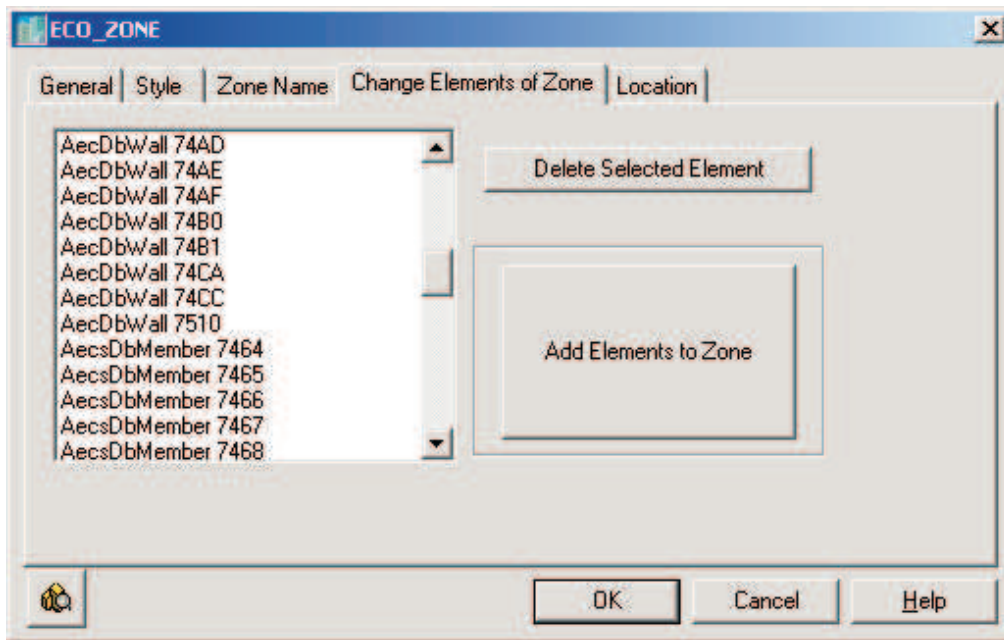 ECO_ZONE
General Style Zone Name Change Elements of Zone Location
AecDbWall 74AD
AecDbWall 74AE
AecDbWall 74AF
AecDbWall 74B0
AecDbWall 74B1
AecDbWall 74CA
AecDbWall 74CC
AecDbWall 7510
AecsDbMember 7464
AecsDbMember 7465
AecsDbMember 7466
AecsDbMember 7467
AecsDbMember 7468
Delete Selected Element
Add Elements to Zone
OK Cancel Help